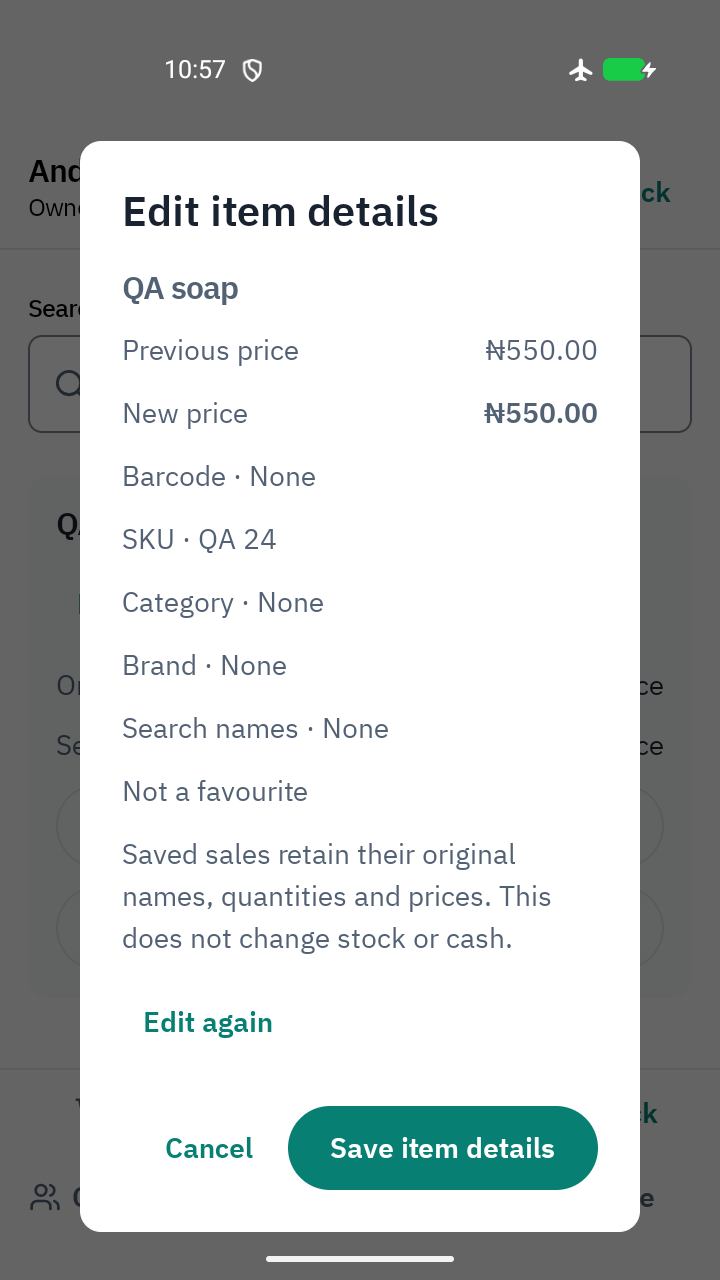 10:57
Edit item details
QA soap
Previous price ₦550.00
New price ₦550.00
Barcode · None
SKU · QA 24
Category · None
Brand · None
Search names · None
Not a favourite
Saved sales retain their original
names, quantities and prices. This
does not change stock or cash.
Edit again
Cancel Save item details